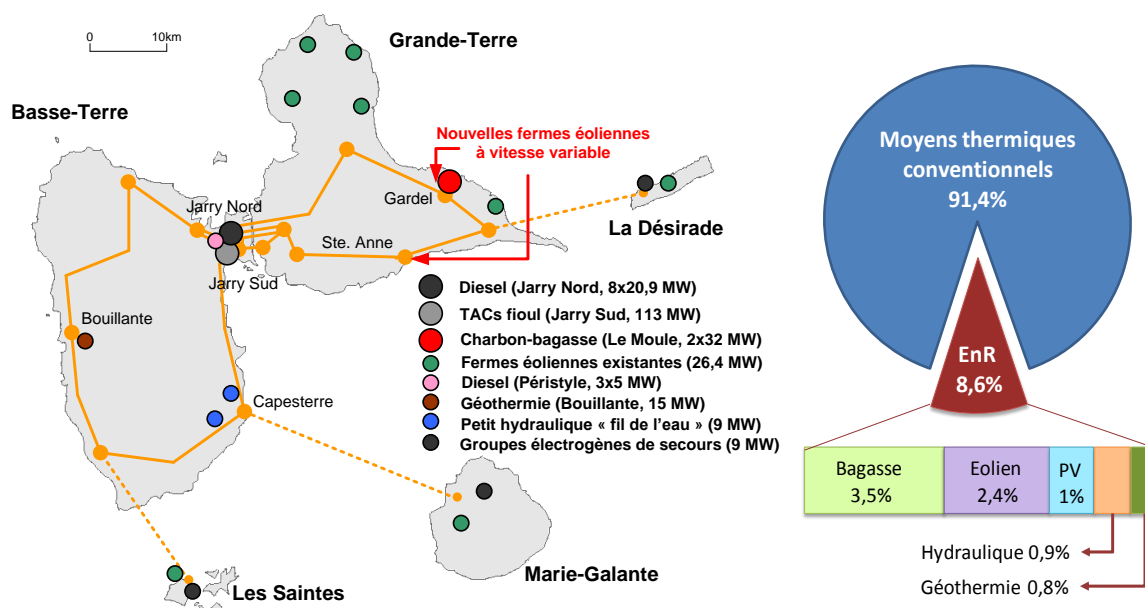 0
10km
Grande-Terre
Basse-Terre
Nouvelles fermes éoliennes
à vitesse variable
Jarry Nord
Gardel
La Désirade
Ste. Anne
Jarry Sud
Bouillante
Capesterre
Diesel (Jarry Nord, 8x20,9 MW)
TACs fioul (Jarry Sud, 113 MW)
Charbon-bagasse (Le Moule, 2x32 MW)
Fermes éoliennes existantes (26,4 MW)
Diesel (Péristyle, 3x5 MW)
Géothermie (Bouillante, 15 MW)
Petit hydraulique « fil de l'eau » (9 MW)
Groupes électrogènes de secours (9 MW)
Les Saintes
Marie-Galante
Moyens thermiques
conventionnels
91,4%
EnR
8,6%
Bagasse
3,5%
Eolien
2,4%
PV
1%
Hydraulique 0,9%
Géothermie 0,8%